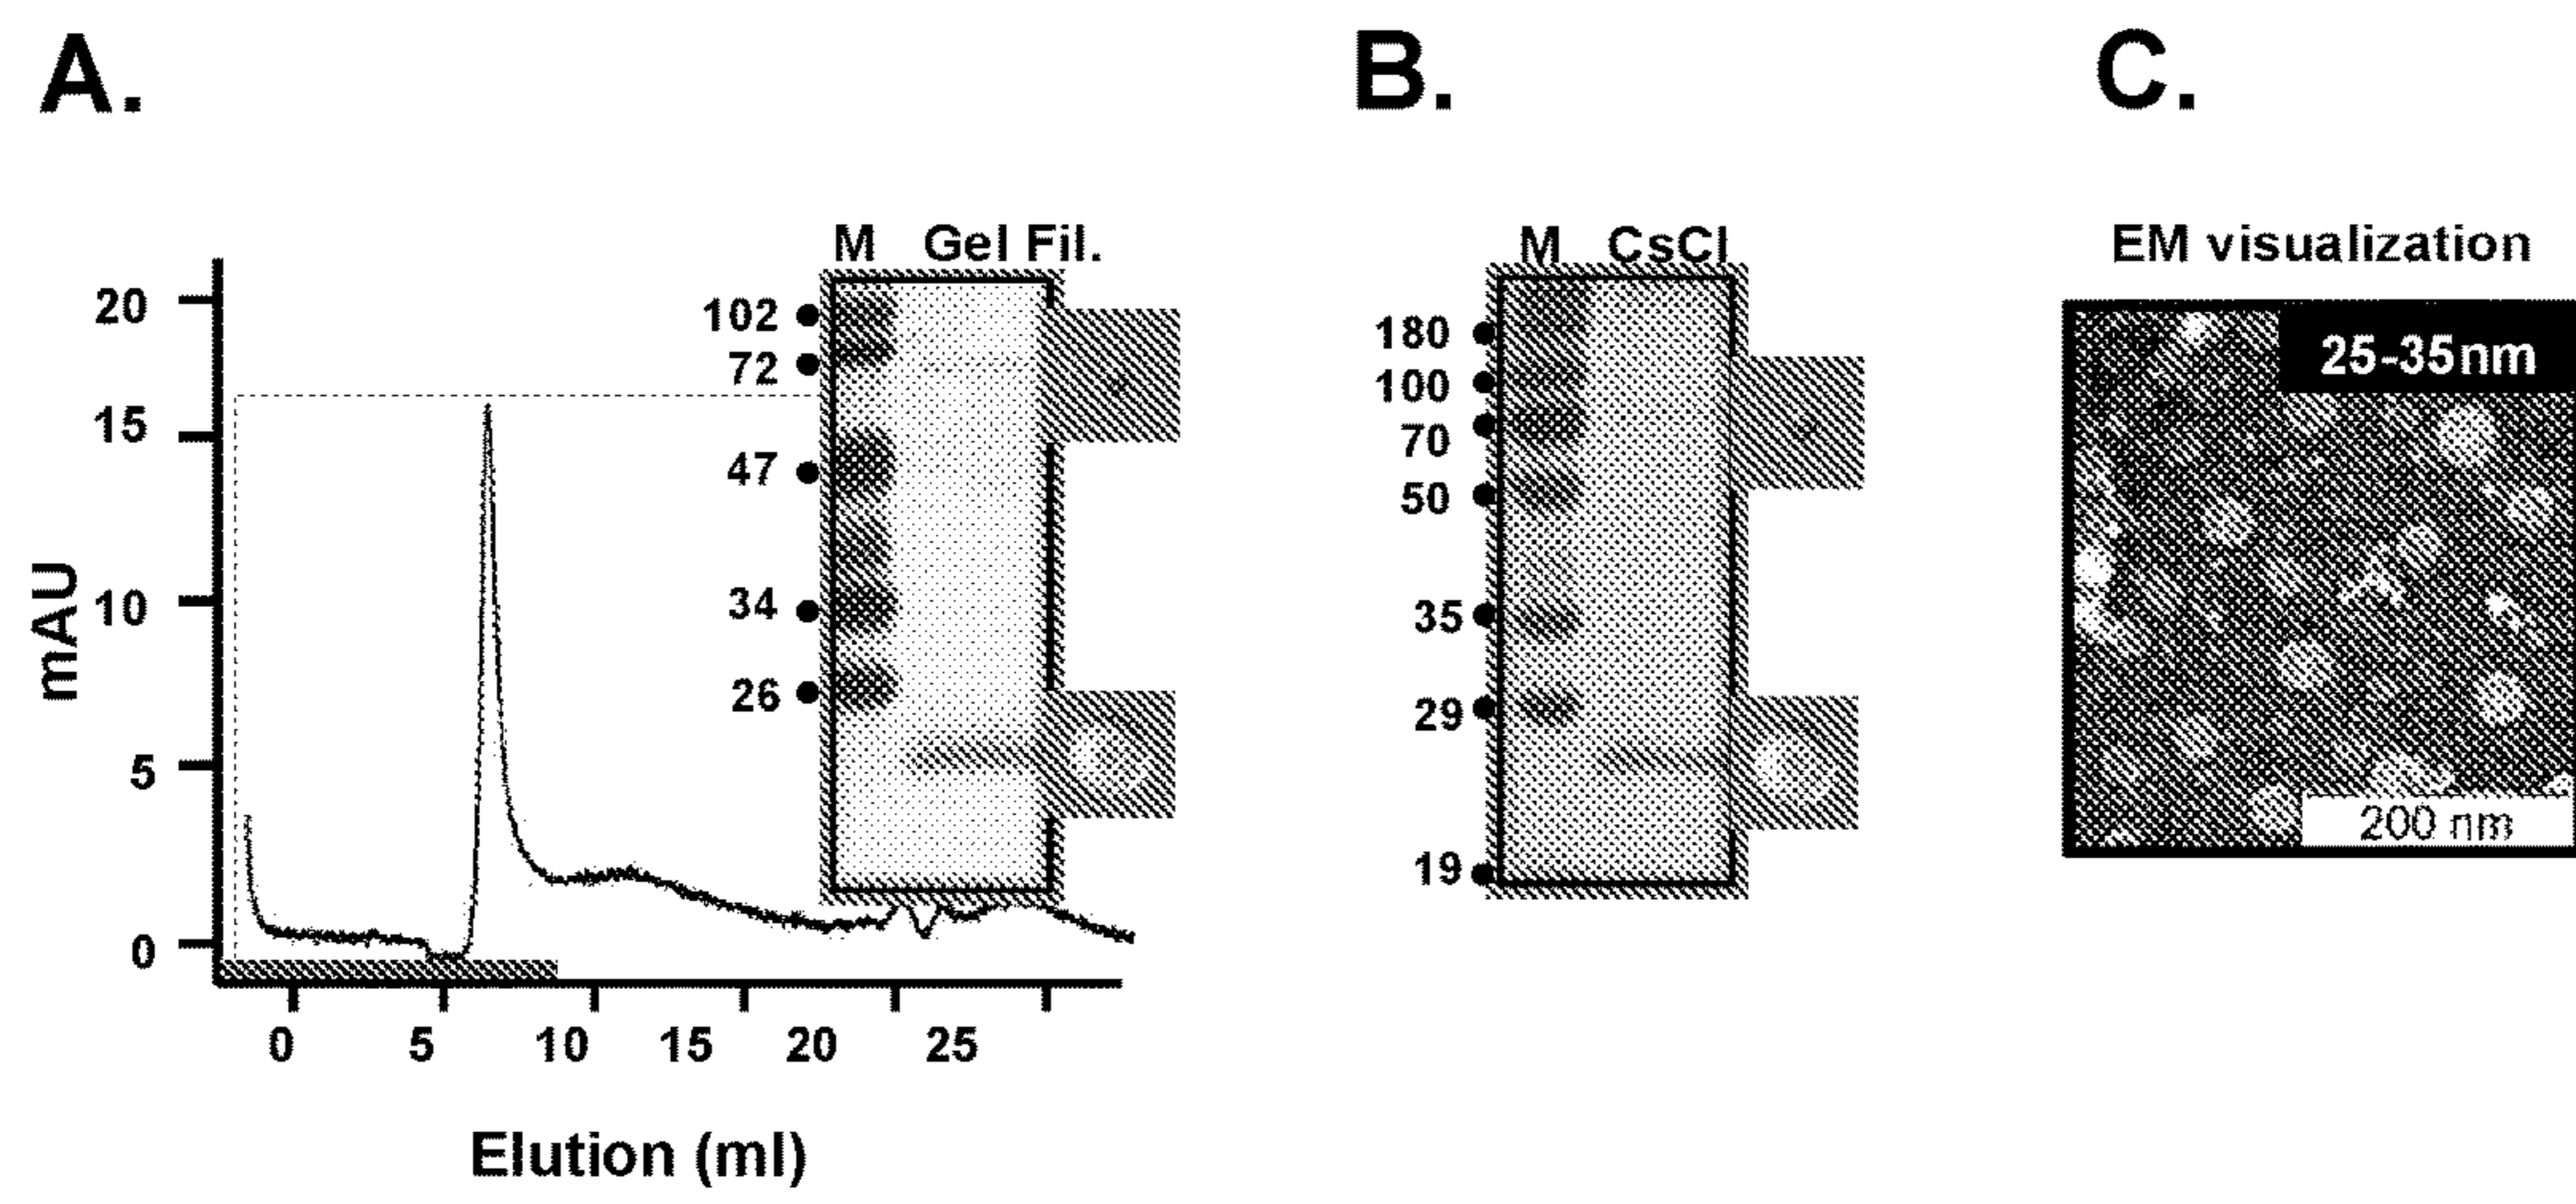 A.
B.
C.
M Gel Fil.
M CsCl
EM visualization
mAU
20
15
10
5
0
102
72
47
34
26
180
100
70
50
35
29
19
25-35nm
200 nm
0 5 10 15 20 25
Elution (ml)